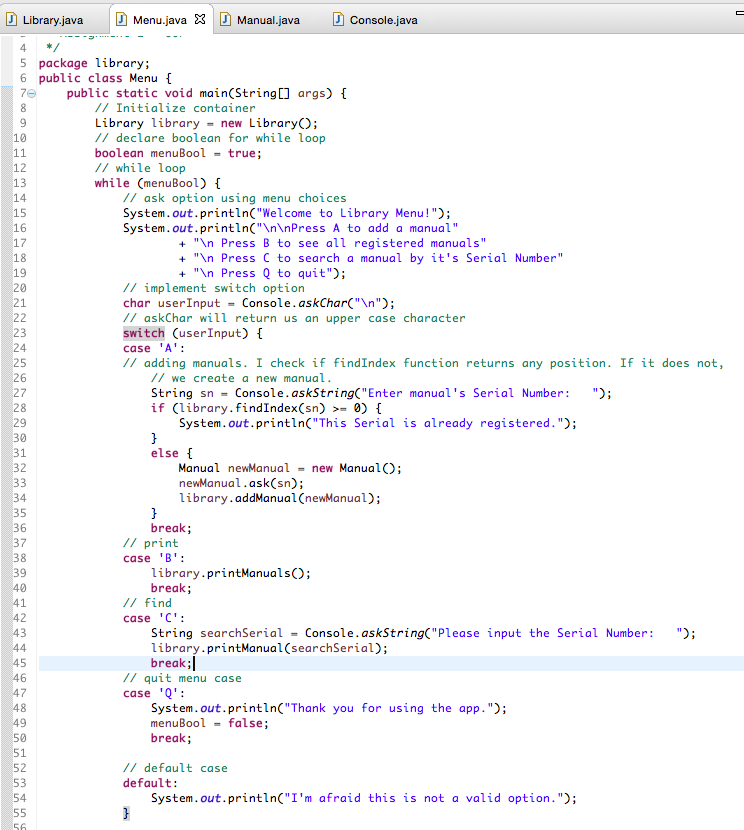 Library.java Menu.java Manual.java Console.java
4 */
5 package library;
6 public class Menu {
7 public static void main(String[] args) {
8 // Initialize container
9 Library library = new Library();
10 // declare boolean for while loop
11 boolean menuBool = true;
12 // while loop
13 while (menuBool) {
14 // ask option using menu choices
15 System.out.println("Welcome to Library Menu!");
16 System.out.println("\n\nPress A to add a manual"
17 + "\n Press B to see all registered manuals"
18 + "\n Press C to search a manual by it's Serial Number"
19 + "\n Press Q to quit");
20 // implement switch option
21 char userInput = Console.askChar("\n");
22 // askChar will return us an upper case character
23 switch (userInput) {
24 case 'A':
25 // adding manuals. I check if findIndex function returns any position. If it does not,
26 // we create a new manual.
27 String sn = Console.askString("Enter manual's Serial Number:   ");
28 if (library.findIndex(sn) >= 0) {
29 System.out.println("This Serial is already registered.");
30 }
31 else {
32 Manual newManual = new Manual();
33 newManual.ask(sn);
34 library.addManual(newManual);
35 }
36 break;
37 // print
38 case 'B':
39 library.printManuals();
40 break;
41 // find
42 case 'C':
43 String searchSerial = Console.askString("Please input the Serial Number:   ");
44 library.printManual(searchSerial);
45 break;
46 // quit menu case
47 case 'Q':
48 System.out.println("Thank you for using the app.");
49 menuBool = false;
50 break;
51
52 // default case
53 default:
54 System.out.println("I'm afraid this is not a valid option.");
55 }
56